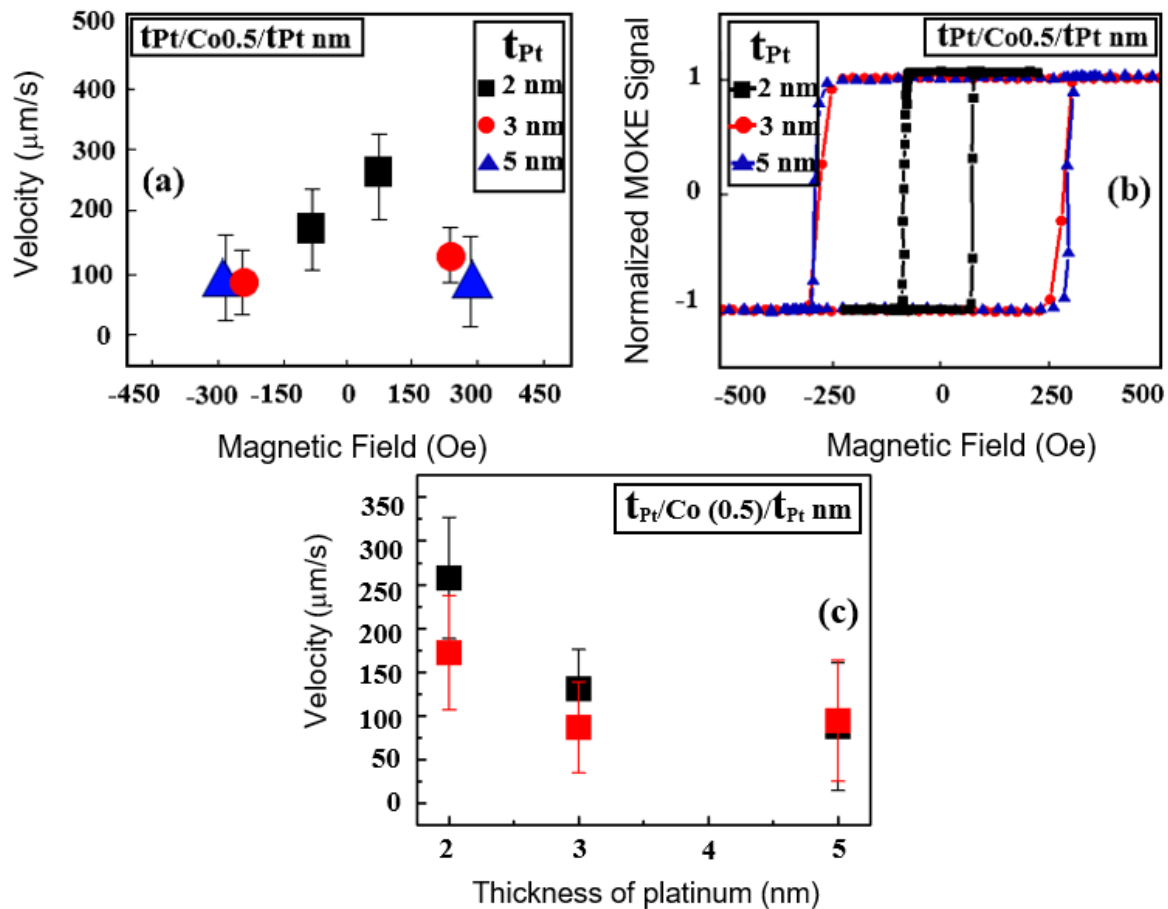 tPt/Co0.5/tPt nm
tPt
2 nm
3 nm
5 nm
(a)
500
400
300
200
100
0
Velocity (μm/s)
-450 -300 -150 0 150 300 450
Magnetic Field (Oe)
tPt
2 nm
3 nm
5 nm
tPt/Co0.5/tPt nm
(b)
1
0
-1
Normalized MOKE Signal
-500 -250 0 250 500
Magnetic Field (Oe)
tPt/Co (0.5)/tPt nm
(c)
350
300
250
200
150
100
50
0
Velocity (μm/s)
2 3 4 5
Thickness of platinum (nm)